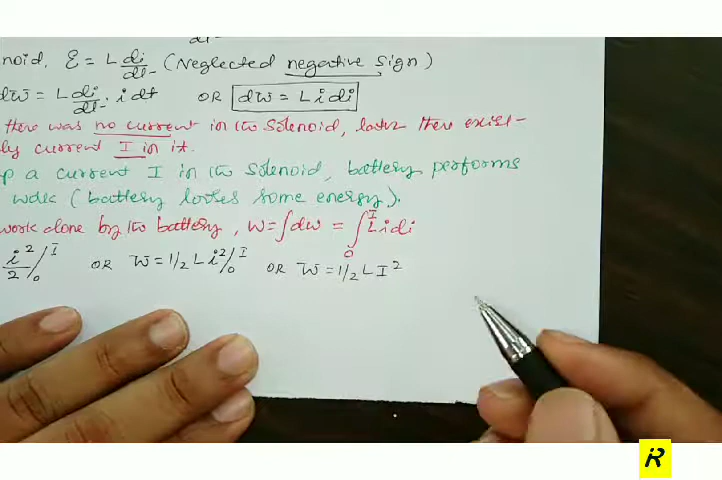 noid, ε = L di/dt (Neglected negative sign)
dw = L di/dt . i dt OR dw = L i di
there was no current in the solenoid, later there exist-
ly current I in it.
p a current I in the solenoid, battery performs
work (battery looses some energy).
work done by the battery, w = ∫dw = ∫₀ᴵ L i di
i²/2 /₀ᴵ OR W = 1/2 L i² /₀ᴵ OR W = 1/2 L I²
iR